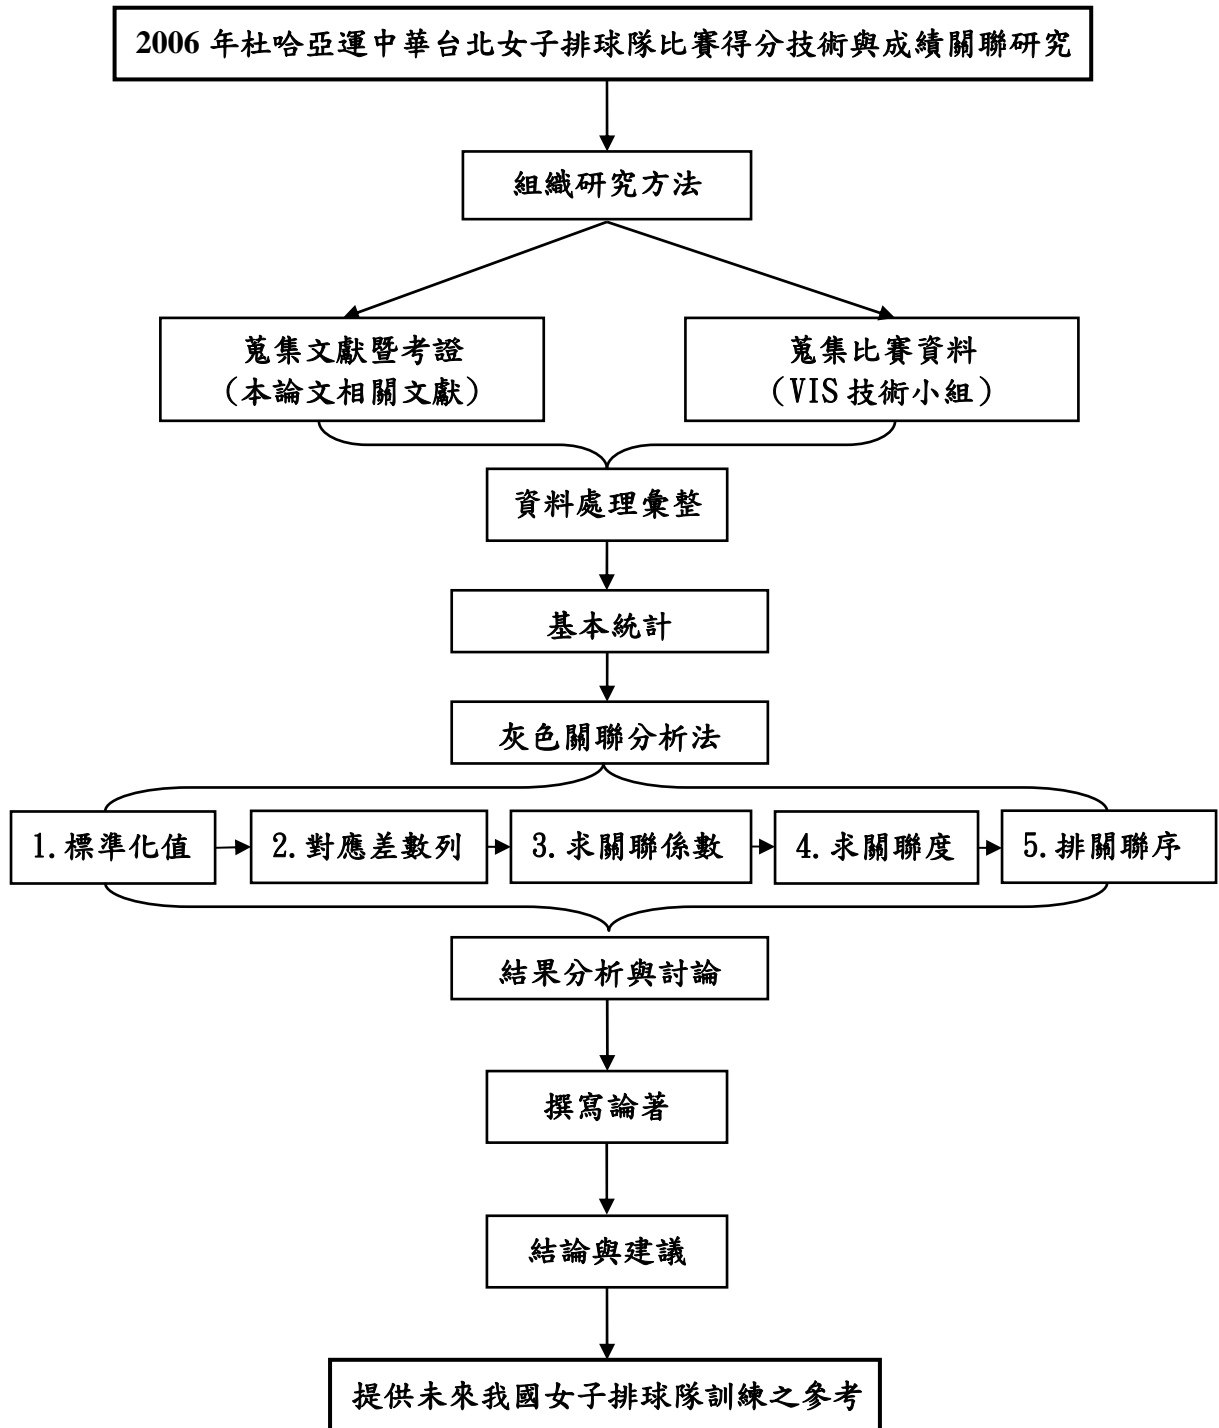 2006 年杜哈亞運中華台北女子排球隊比賽得分技術與成績關聯研究
組織研究方法
蒐集文獻暨考證
(本論文相關文獻)
蒐集比賽資料
(VIS 技術小組)
資料處理彙整
基本統計
灰色關聯分析法
1.標準化值
2.對應差數列
3.求關聯係數
4.求關聯度
5.排關聯序
結果分析與討論
撰寫論著
結論與建議
提供未來我國女子排球隊訓練之參考